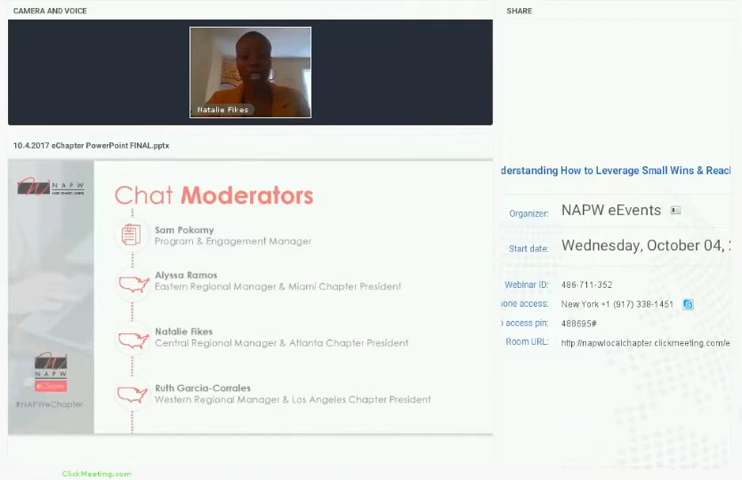 CAMERA AND VOICE
SHARE
Natalie Fikes
10.4.2017 eChapter PowerPoint FINAL.pptx
NAPW
Chat Moderators
Sam Pokorny
Program & Engagement Manager
Alyssa Ramos
Eastern Regional Manager & Miami Chapter President
Natalie Fikes
Central Regional Manager & Atlanta Chapter President
Ruth Garcia-Corrales
Western Regional Manager & Los Angeles Chapter President
NAPW
eChapter
#NAPWeChapter
derstanding How to Leverage Small Wins & Reac
Organizer: NAPW eEvents
Start date: Wednesday, October 04, 2
Webinar ID: 486-711-352
one access: New York +1 (917) 338-1451
access pin: 488695#
Room URL: http://napwlocalchapter.clickmeeting.com/e
ClickMeeting.com